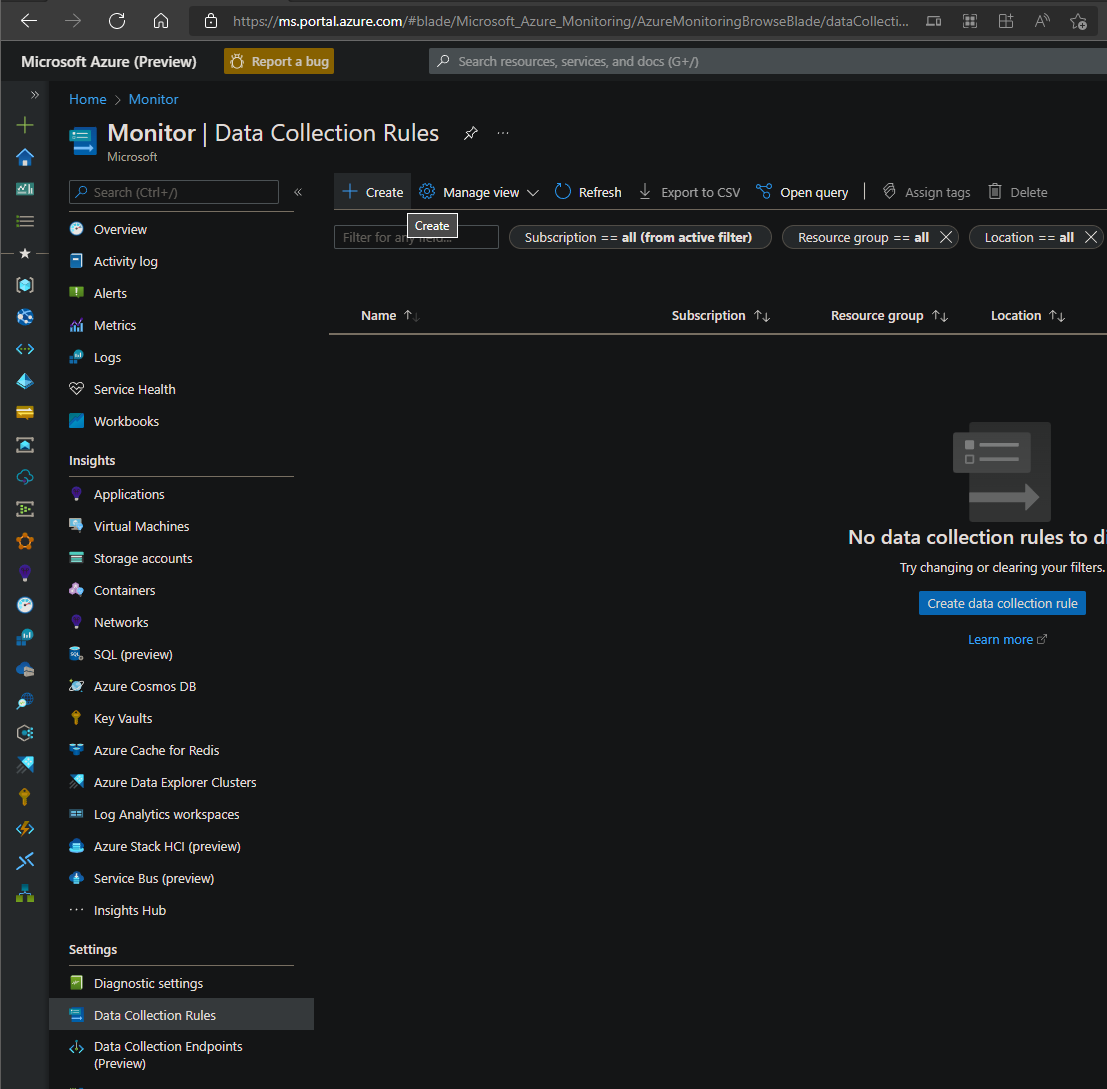 https://ms.portal.azure.com/#blade/Microsoft_Azure_Monitoring/AzureMonitoringBrowseBlade/dataCollecti...
Microsoft Azure (Preview)
Report a bug
Search resources, services, and docs (G+/)
Home > Monitor
Monitor | Data Collection Rules
Microsoft
Search (Ctrl+/)
Create
Manage view
Refresh
Export to CSV
Open query
Assign tags
Delete
Create
Filter for any field...
Subscription == all (from active filter)
Resource group == all
Location == all
Name
Subscription
Resource group
Location
Overview
Activity log
Alerts
Metrics
Logs
Service Health
Workbooks
Insights
Applications
Virtual Machines
Storage accounts
Containers
Networks
SQL (preview)
Azure Cosmos DB
Key Vaults
Azure Cache for Redis
Azure Data Explorer Clusters
Log Analytics workspaces
Azure Stack HCI (preview)
Service Bus (preview)
Insights Hub
Settings
Diagnostic settings
Data Collection Rules
Data Collection Endpoints
(Preview)
No data collection rules to di
Try changing or clearing your filters.
Create data collection rule
Learn more